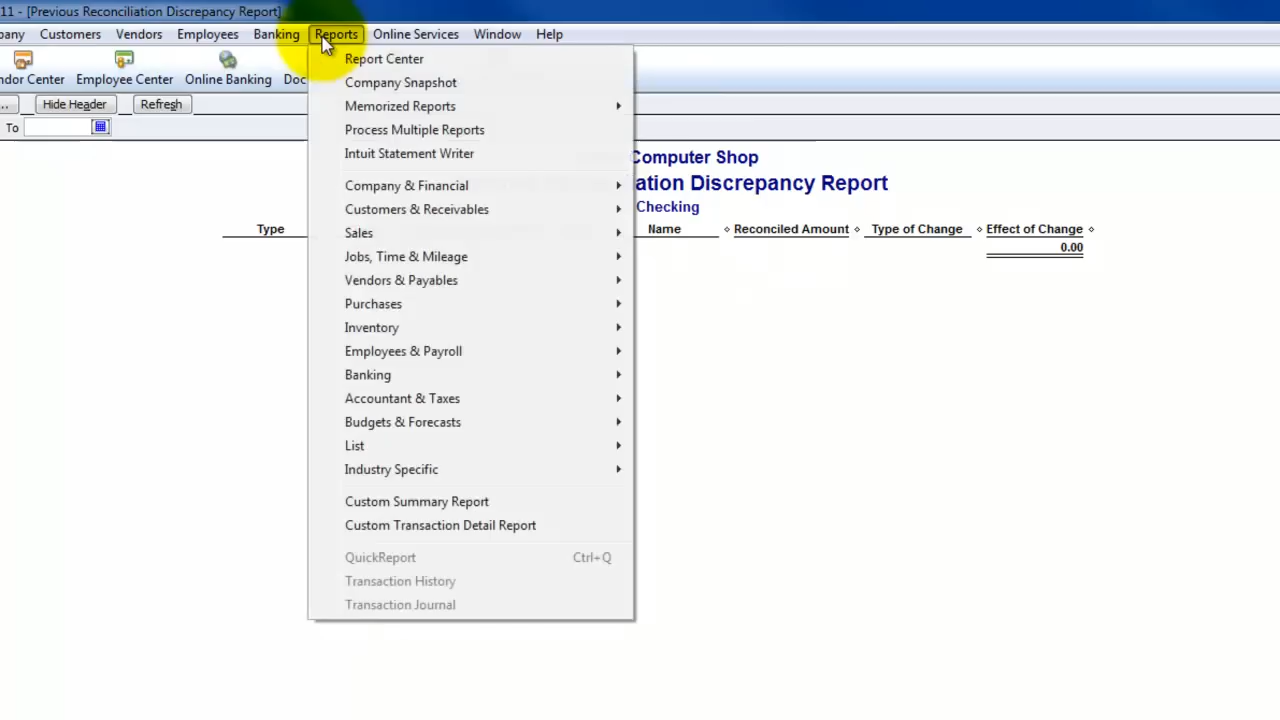 11 - [Previous Reconciliation Discrepancy Report]
pany Customers Vendors Employees Banking Reports Online Services Window Help
ndor Center Employee Center Online Banking Doc
.. Hide Header Refresh
To
Report Center
Company Snapshot
Memorized Reports
Process Multiple Reports
Intuit Statement Writer
Company & Financial
Customers & Receivables
Sales
Jobs, Time & Mileage
Vendors & Payables
Purchases
Inventory
Employees & Payroll
Banking
Accountant & Taxes
Budgets & Forecasts
List
Industry Specific
Custom Summary Report
Custom Transaction Detail Report
QuickReport Ctrl+Q
Transaction History
Transaction Journal
Computer Shop
ation Discrepancy Report
Checking
Type Name Reconciled Amount Type of Change Effect of Change
0.00